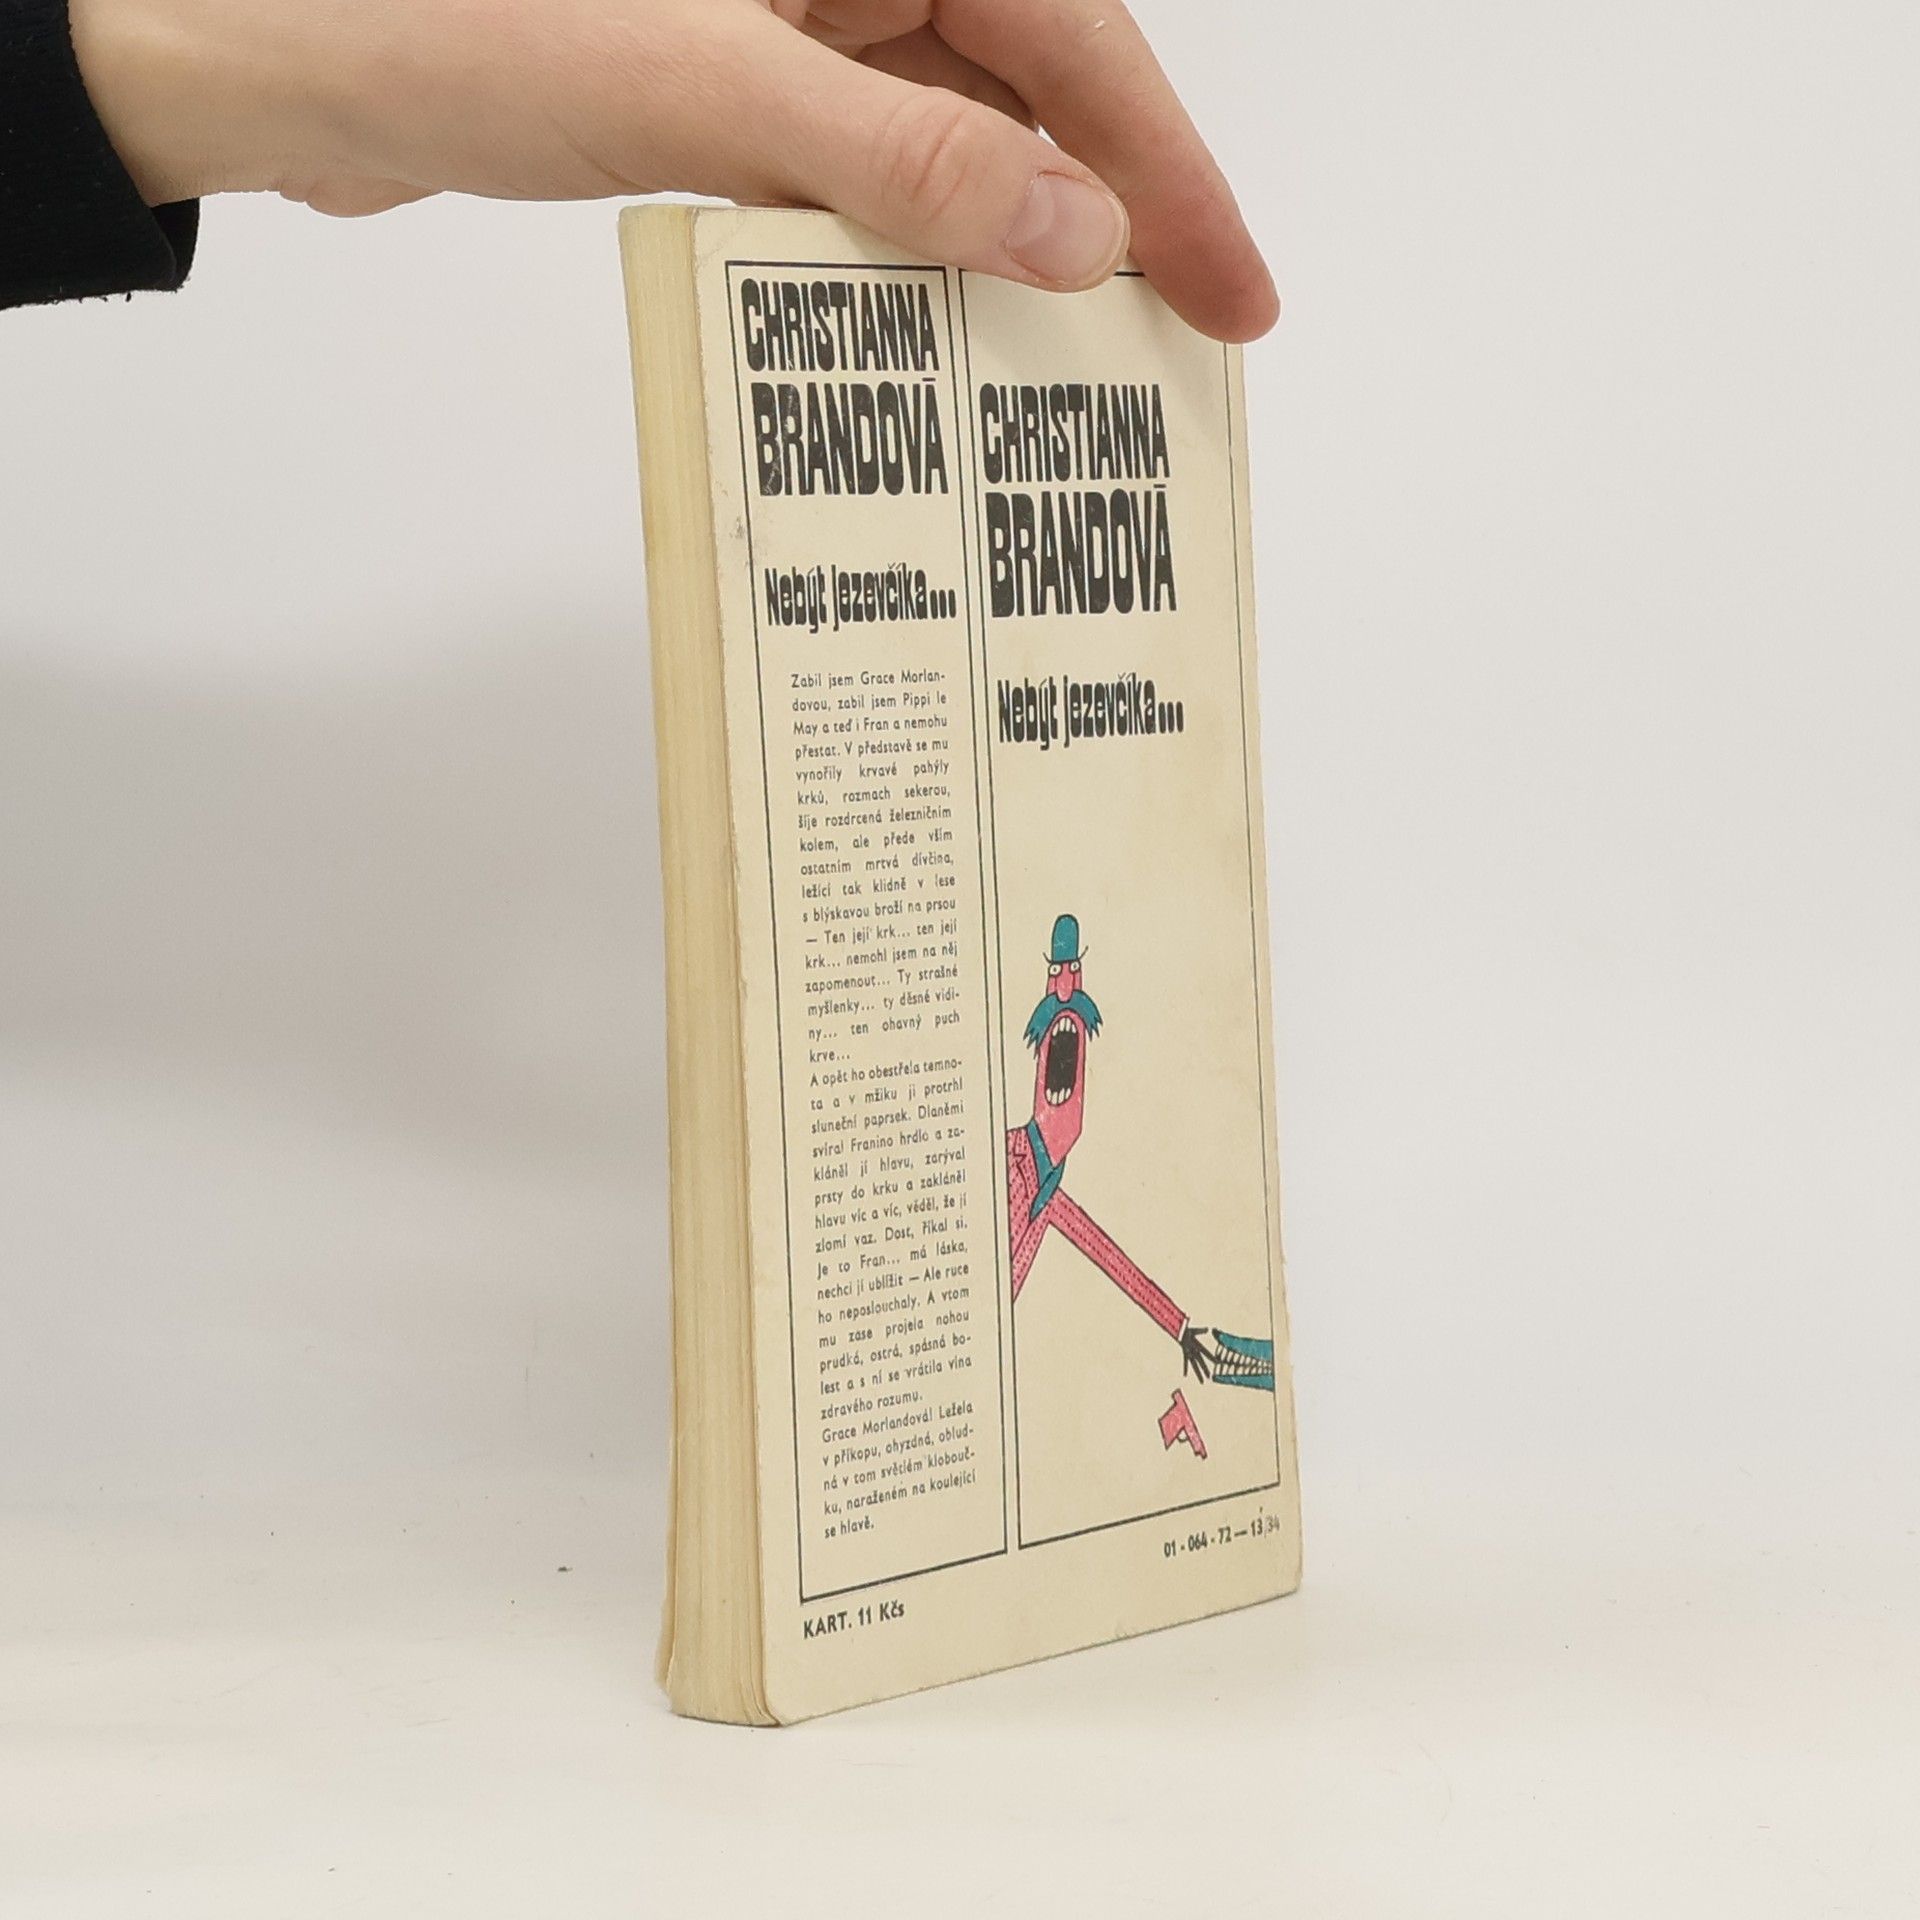 CHRISTIANNA
BRANDOVÁ
Nebýt jezevčíka...
Zabil jsem Grace Morlan-
dovou, zabil jsem Pippi le
May a teď i Fran a nemohu
přestat. V představě se mu
vynořily krvavé pahýly
krků, rozmach sekerou,
šíje rozdrcená železničním
kolem, ale přede vším
ostatním mrtvá dívčina,
ležící tak klidně v lese
s blýskavou broží na prsou
— Ten její krk... ten její
krk... nemohl jsem na něj
zapomenout... Ty strašné
myšlenky... ty děsné vidi-
ny... ten ohavný puch
krve...
A opět ho obestřela temno-
ta a v mžiku ji protrhl
sluneční paprsek. Dlaněmi
svíral Franino hrdlo a za-
kláněl jí hlavu, zarýval
prsty do krku a zakláněl
hlavu víc a víc, věděl, že jí
zlomí vaz. Dost, říkal si.
Je to Fran... má láska,
nechci jí ublížit — Ale ruce
ho neposlouchaly. A vtom
mu zase projela nohou
prudká, ostrá, spásná bo-
lest a s ní se vrátila vlna
zdravého rozumu.
Grace Morlandová! Ležela
v příkopu, ohyzdná, oblud-
ná v tom světlém klobouč-
ku, naraženém na koulející
se hlavě.
KART. 11 Kčs
CHRISTIANNA
BRANDOVÁ
Nebýt jezevčíka...
01 - 064 - 72 — 13/34